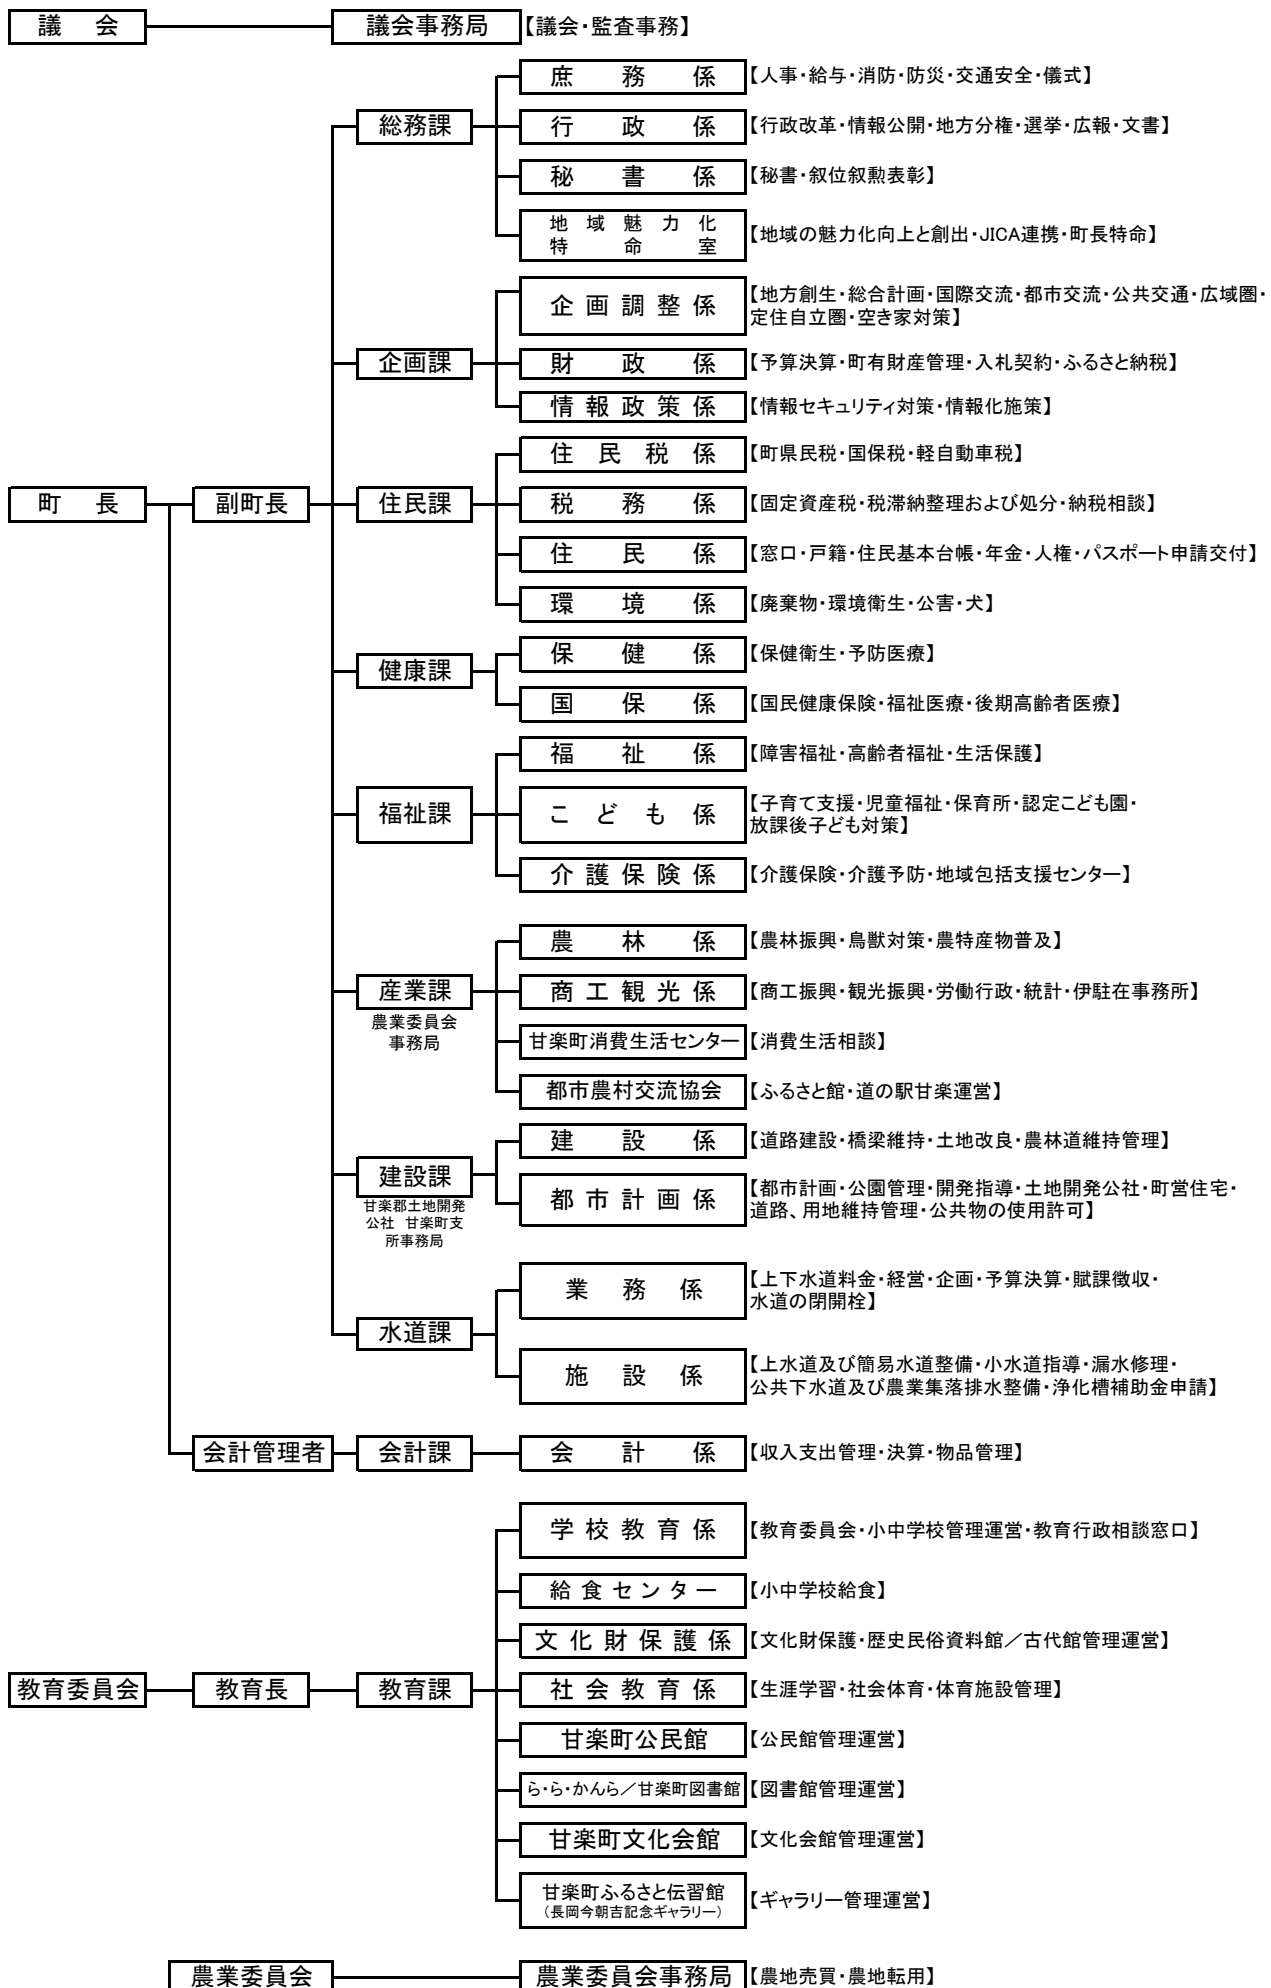 議会
議会事務局
【議会・監査事務】
庶務係
【人事・給与・消防・防災・交通安全・儀式】
総務課
行政係
【行政改革・情報公開・地方分権・選挙・広報・文書】
秘書係
【秘書・叙位叙勲表彰】
地域魅力化
特命室
【地域の魅力化向上と創出・JICA連携・町長特命】
企画調整係
【地方創生・総合計画・国際交流・都市交流・公共交通・広域圏・
定住自立圏・空き家対策】
企画課
財政係
【予算決算・町有財産管理・入札契約・ふるさと納税】
情報政策係
【情報セキュリティ対策・情報化施策】
住民税係
【町県民税・国保税・軽自動車税】
町長
副町長
住民課
税務係
【固定資産税・税滞納整理および処分・納税相談】
住民係
【窓口・戸籍・住民基本台帳・年金・人権・パスポート申請交付】
環境係
【廃棄物・環境衛生・公害・犬】
健康課
保健係
【保健衛生・予防医療】
国保係
【国民健康保険・福祉医療・後期高齢者医療】
福祉係
【障害福祉・高齢者福祉・生活保護】
福祉課
こども係
【子育て支援・児童福祉・保育所・認定こども園・
放課後子ども対策】
介護保険係
【介護保険・介護予防・地域包括支援センター】
農林係
【農林振興・鳥獣対策・農特産物普及】
産業課
農業委員会
事務局
商工観光係
【商工振興・観光振興・労働行政・統計・伊駐在事務所】
甘楽町消費生活センター
【消費生活相談】
都市農村交流協会
【ふるさと館・道の駅甘楽運営】
建設係
【道路建設・橋梁維持・土地改良・農林道維持管理】
建設課
甘楽郡土地開発
公社 甘楽町支
所事務局
都市計画係
【都市計画・公園管理・開発指導・土地開発公社・町営住宅・
道路、用地維持管理・公共物の使用許可】
業務係
【上下水道料金・経営・企画・予算決算・賦課徴収・
水道の閉開栓】
水道課
施設係
【上水道及び簡易水道整備・小水道指導・漏水修理・
公共下水道及び農業集落排水整備・浄化槽補助金申請】
会計管理者
会計課
会計係
【収入支出管理・決算・物品管理】
学校教育係
【教育委員会・小中学校管理運営・教育行政相談窓口】
給食センター
【小中学校給食】
文化財保護係
【文化財保護・歴史民俗資料館／古代館管理運営】
教育委員会
教育長
教育課
社会教育係
【生涯学習・社会体育・体育施設管理】
甘楽町公民館
【公民館管理運営】
ら・ら・かんら／甘楽町図書館
【図書館管理運営】
甘楽町文化会館
【文化会館管理運営】
甘楽町ふるさと伝習館
（長岡今朝吉記念ギャラリー）
【ギャラリー管理運営】
農業委員会
農業委員会事務局
【農地売買・農地転用】